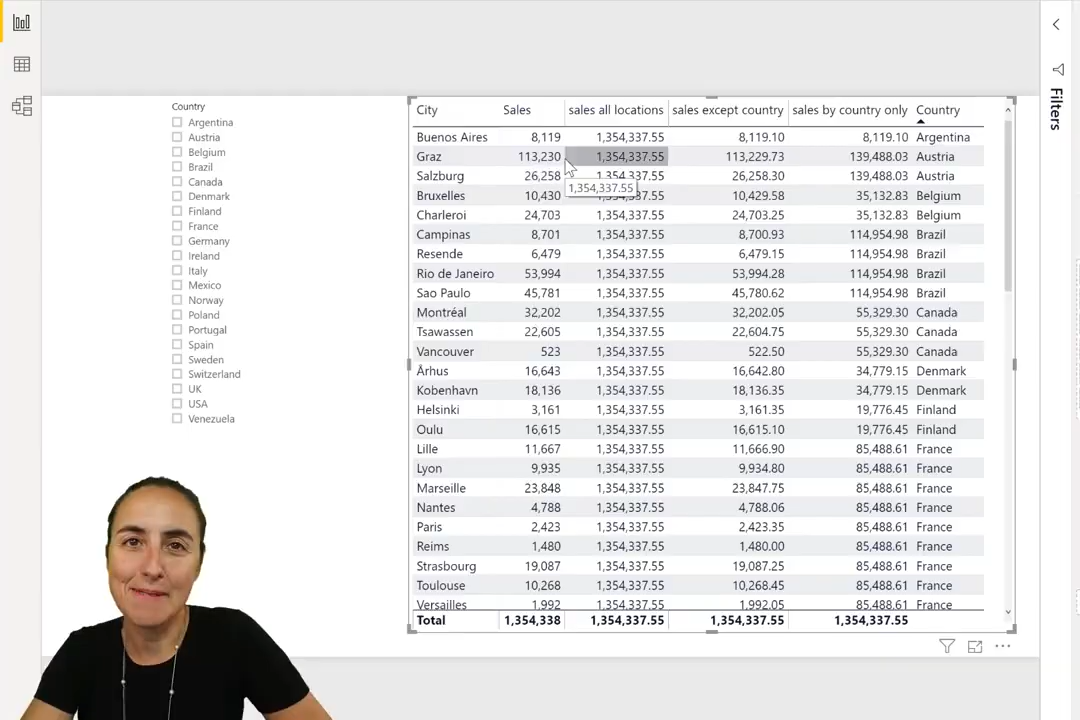 Country
Argentina
Austria
Belgium
Brazil
Canada
Denmark
Finland
France
Germany
Ireland
Italy
Mexico
Norway
Poland
Portugal
Spain
Sweden
Switzerland
UK
USA
Venezuela
City Sales sales all locations sales except country sales by country only Country
Buenos Aires 8,119 1,354,337.55 8,119.10 8,119.10 Argentina
Graz 113,230 1,354,337.55 113,229.73 139,488.03 Austria
Salzburg 26,258 1,354,337.55 26,258.30 139,488.03 Austria
1,354,337.55
Bruxelles 10,430 1,354,337.55 10,429.58 35,132.83 Belgium
Charleroi 24,703 1,354,337.55 24,703.25 35,132.83 Belgium
Campinas 8,701 1,354,337.55 8,700.93 114,954.98 Brazil
Resende 6,479 1,354,337.55 6,479.15 114,954.98 Brazil
Rio de Janeiro 53,994 1,354,337.55 53,994.28 114,954.98 Brazil
Sao Paulo 45,781 1,354,337.55 45,780.62 114,954.98 Brazil
Montréal 32,202 1,354,337.55 32,202.05 55,329.30 Canada
Tsawassen 22,605 1,354,337.55 22,604.75 55,329.30 Canada
Vancouver 523 1,354,337.55 522.50 55,329.30 Canada
Århus 16,643 1,354,337.55 16,642.80 34,779.15 Denmark
Kobenhavn 18,136 1,354,337.55 18,136.35 34,779.15 Denmark
Helsinki 3,161 1,354,337.55 3,161.35 19,776.45 Finland
Oulu 16,615 1,354,337.55 16,615.10 19,776.45 Finland
Lille 11,667 1,354,337.55 11,666.90 85,488.61 France
Lyon 9,935 1,354,337.55 9,934.80 85,488.61 France
Marseille 23,848 1,354,337.55 23,847.75 85,488.61 France
Nantes 4,788 1,354,337.55 4,788.06 85,488.61 France
Paris 2,423 1,354,337.55 2,423.35 85,488.61 France
Reims 1,480 1,354,337.55 1,480.00 85,488.61 France
Strasbourg 19,087 1,354,337.55 19,087.25 85,488.61 France
Toulouse 10,268 1,354,337.55 10,268.45 85,488.61 France
Versailles 1,992 1,354,337.55 1,992.05 85,488.61 France
Total 1,354,338 1,354,337.55 1,354,337.55 1,354,337.55
Filters